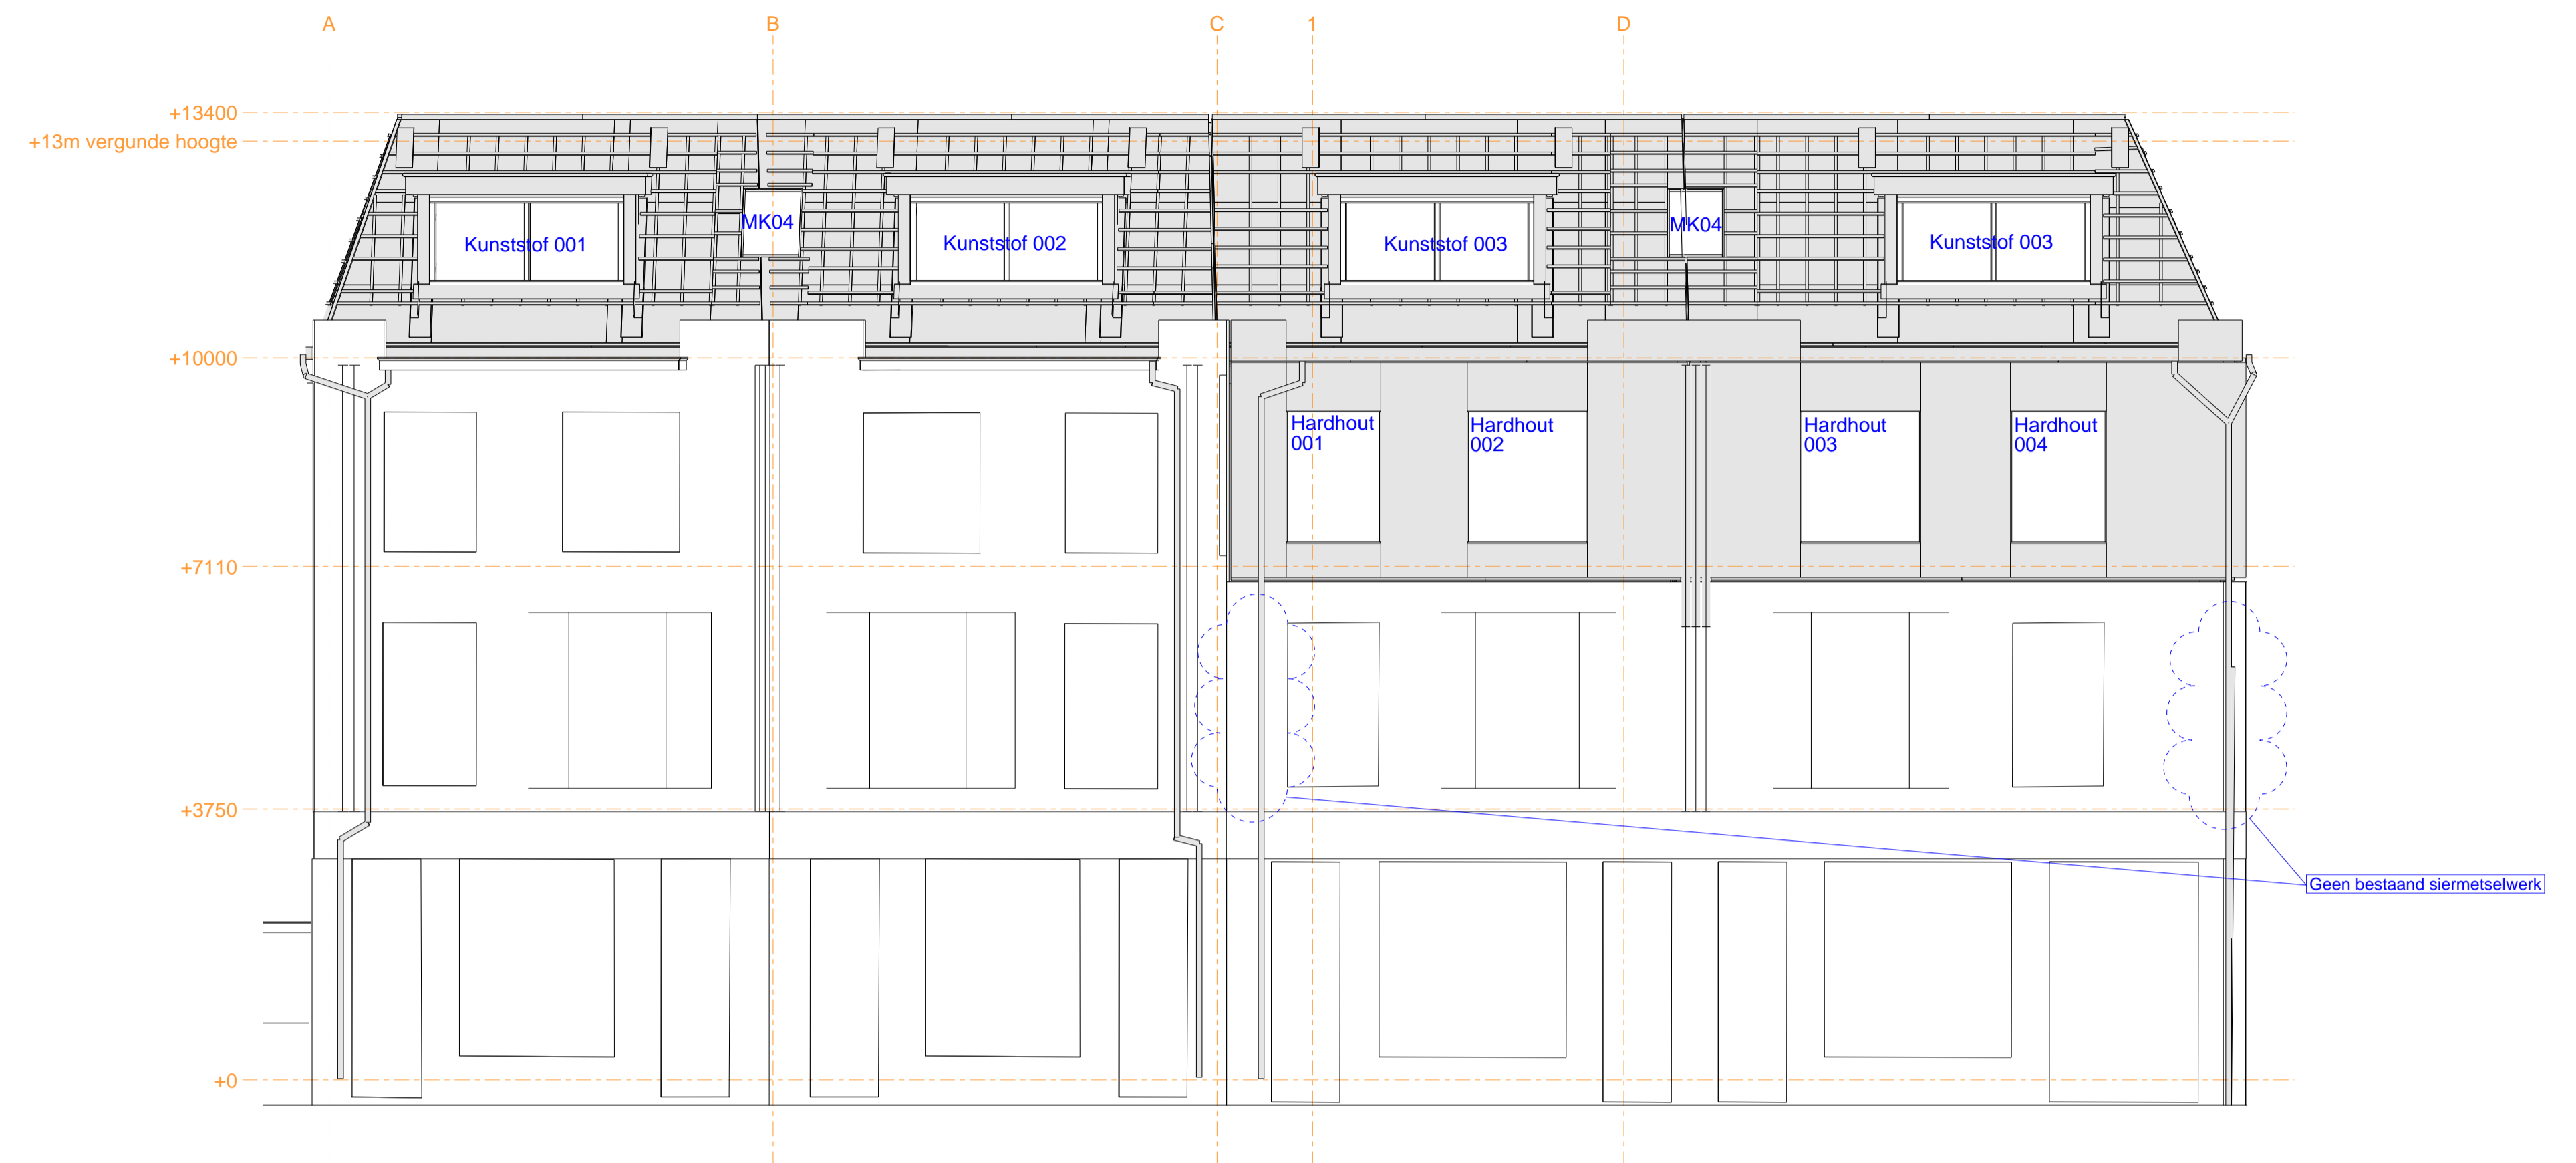 A
B
C
1
D
+13400
+13m vergunde hoogte
MK04
MK04
Kunststof 001
Kunststof 002
Kunststof 003
Kunststof 003
+10000
Hardhout
001
Hardhout
002
Hardhout
003
Hardhout
004
+7110
+3750
Geen bestaand siermetselwerk
+0